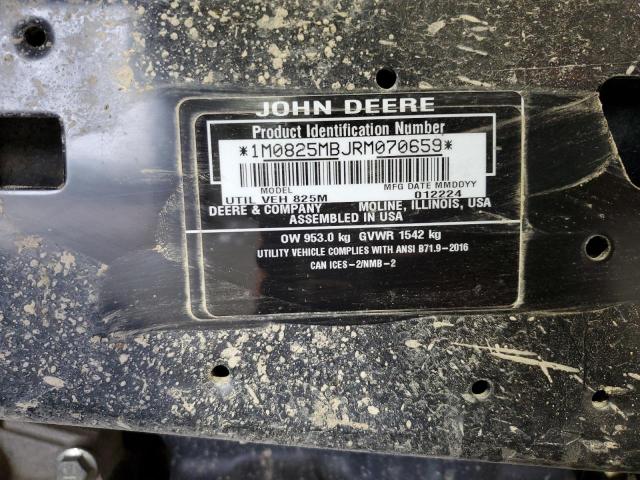 JOHN DEERE
Product Identification Number
*1M0825MBJRM070659*
MODEL MFG DATE MMDDYY
UTIL VEH 825M 012224
DEERE & COMPANY MOLINE, ILLINOIS, USA
ASSEMBLED IN USA
OW 953.0 kg GVWR 1542 kg
UTILITY VEHICLE COMPLIES WITH ANSI B71.9-2016
CAN ICES-2/NMB-2